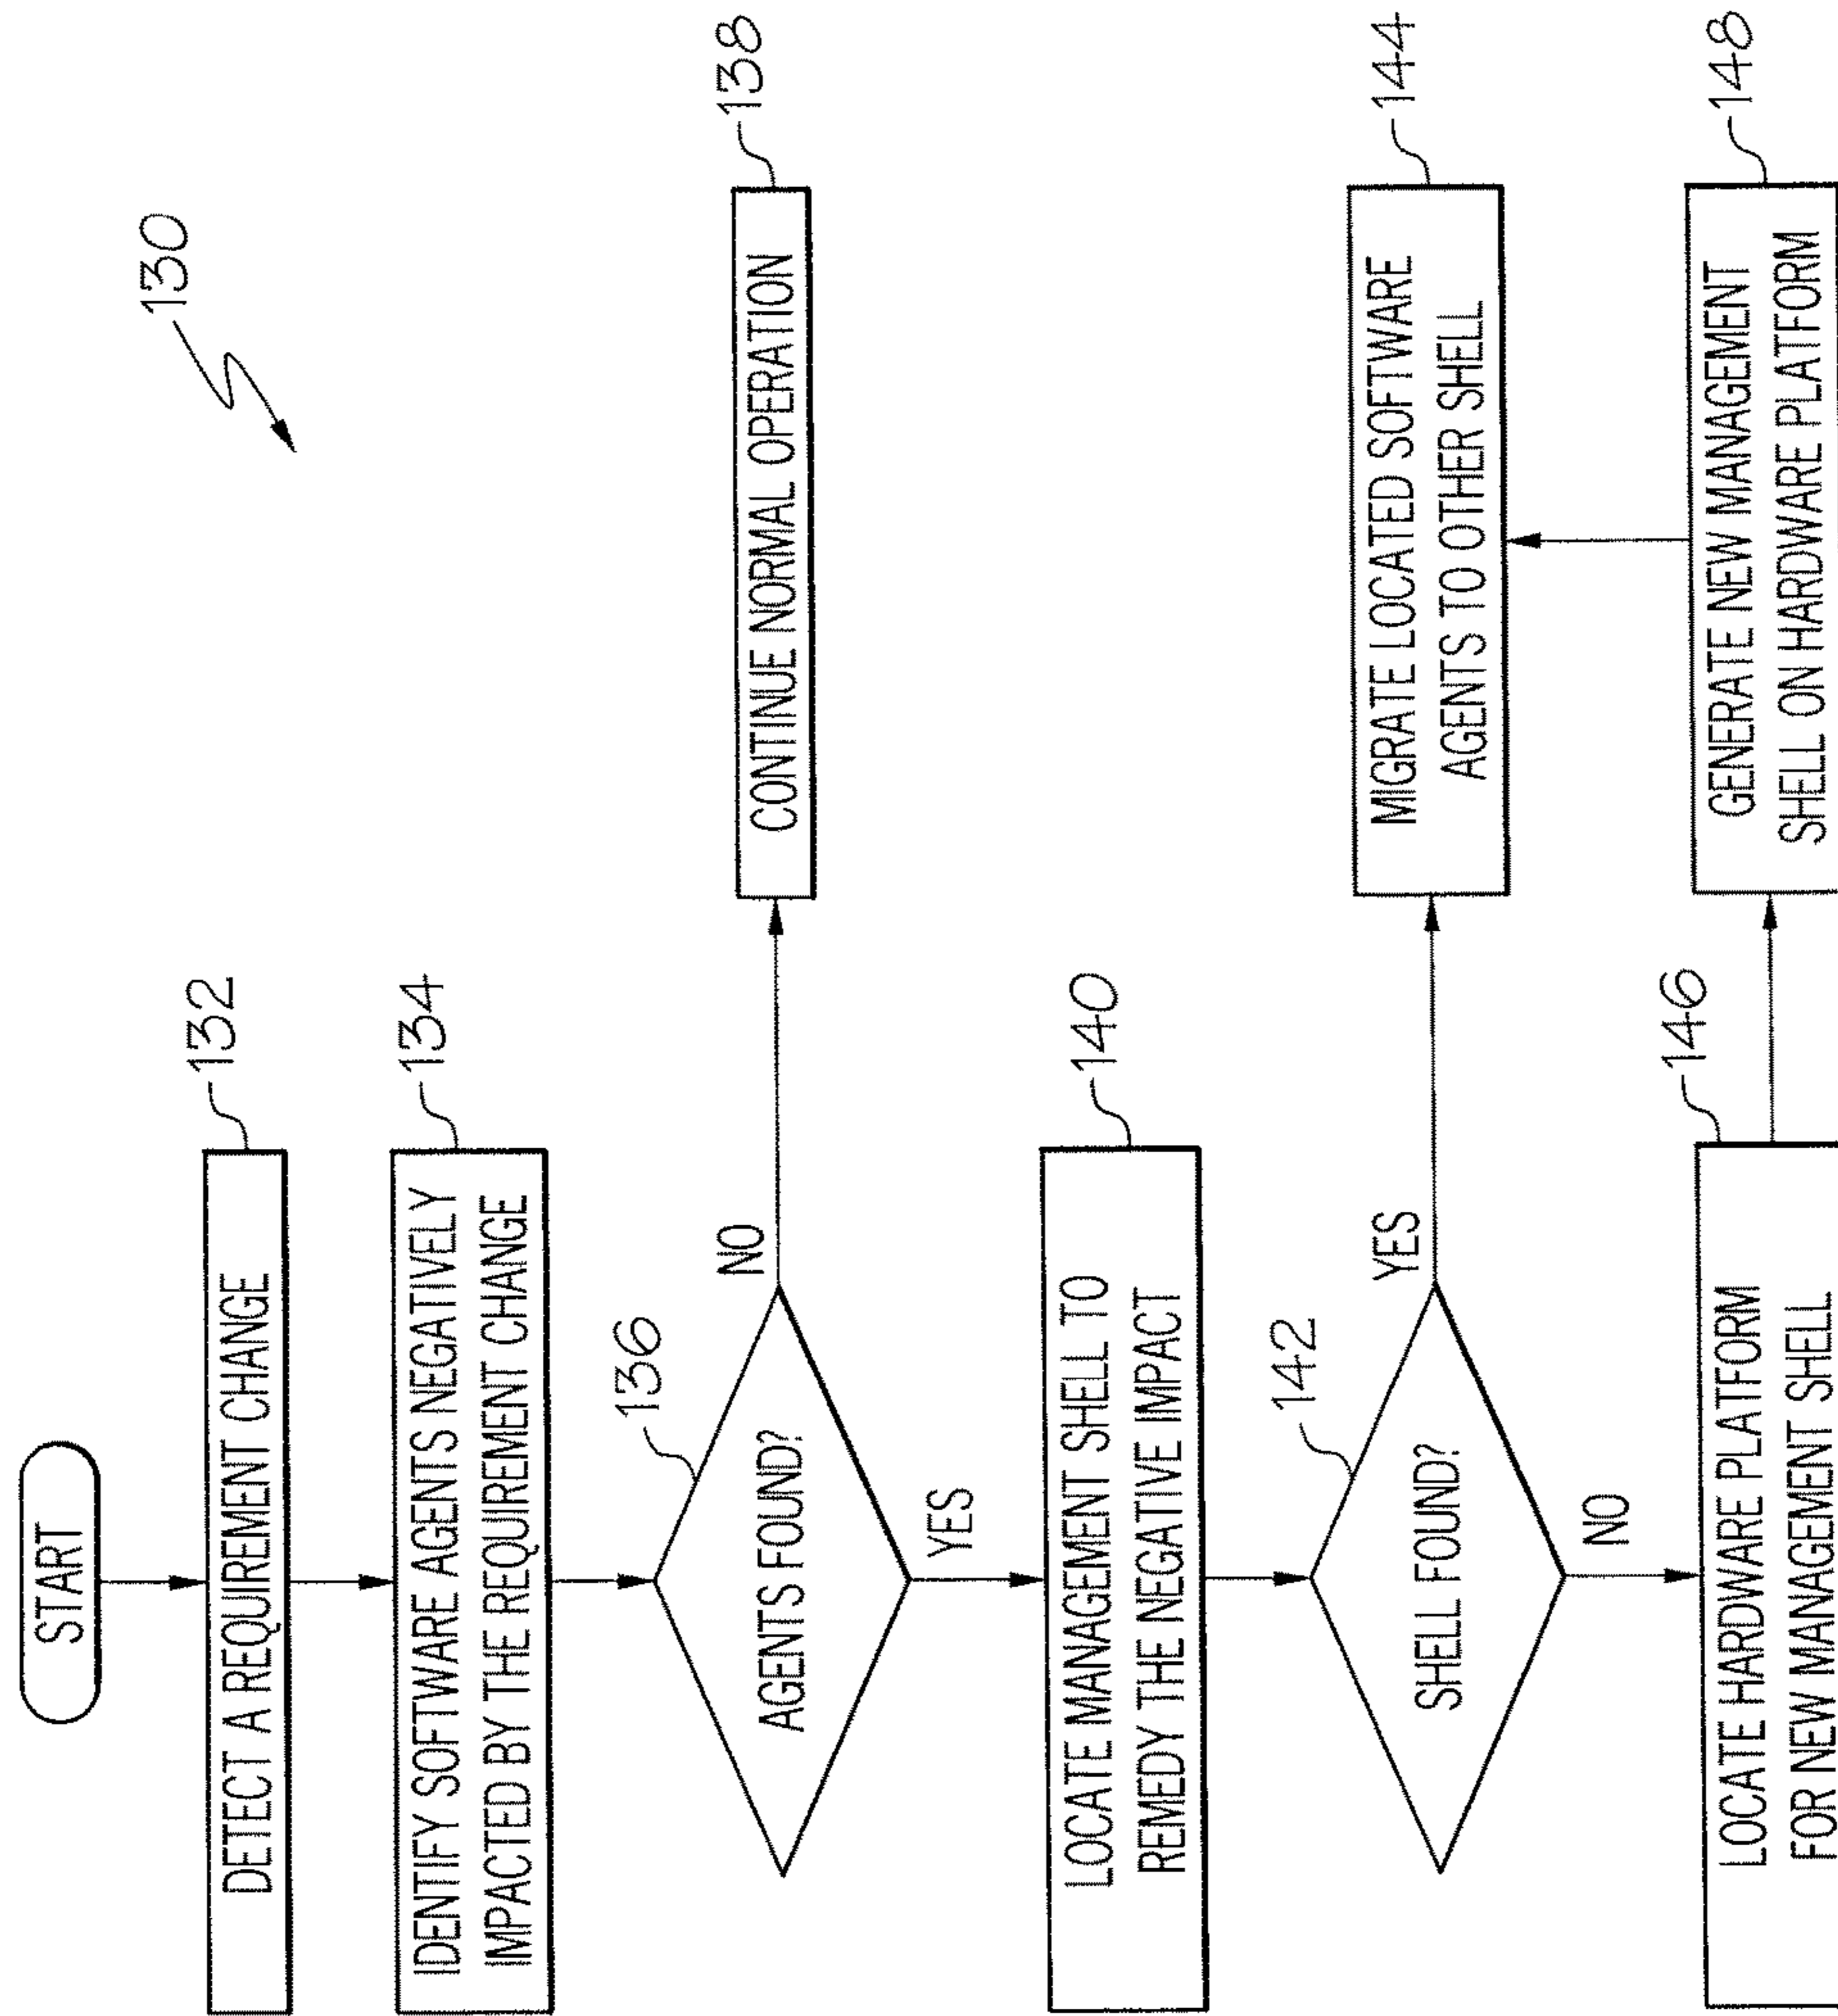 130
START
132
DETECT A REQUIREMENT CHANGE
134
IDENTIFY SOFTWARE AGENTS NEGATIVELY
IMPACTED BY THE REQUIREMENT CHANGE
136
AGENTS FOUND?
NO
138
CONTINUE NORMAL OPERATION
YES
140
LOCATE MANAGEMENT SHELL TO
REMEDY THE NEGATIVE IMPACT
142
SHELL FOUND?
YES
144
MIGRATE LOCATED SOFTWARE
AGENTS TO OTHER SHELL
NO
146
LOCATE HARDWARE PLATFORM
FOR NEW MANAGEMENT SHELL
148
GENERATE NEW MANAGEMENT
SHELL ON HARDWARE PLATFORM